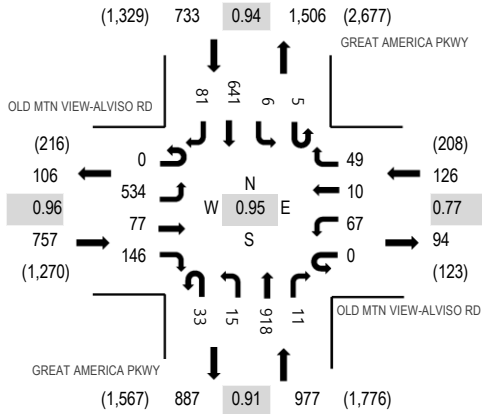 (1,329) 733 0.94 1,506 (2,677)
GREAT AMERICA PKWY
81 641 6 5
OLD MTN VIEW-ALVISO RD
(216) (208)
0 49
106 126
534 N 10
0.96 W 0.95 E 0.77
77 67
757 S 94
146 0
(1,270) (123)
33 15 918 11
OLD MTN VIEW-ALVISO RD
GREAT AMERICA PKWY
(1,567) 887 0.91 977 (1,776)